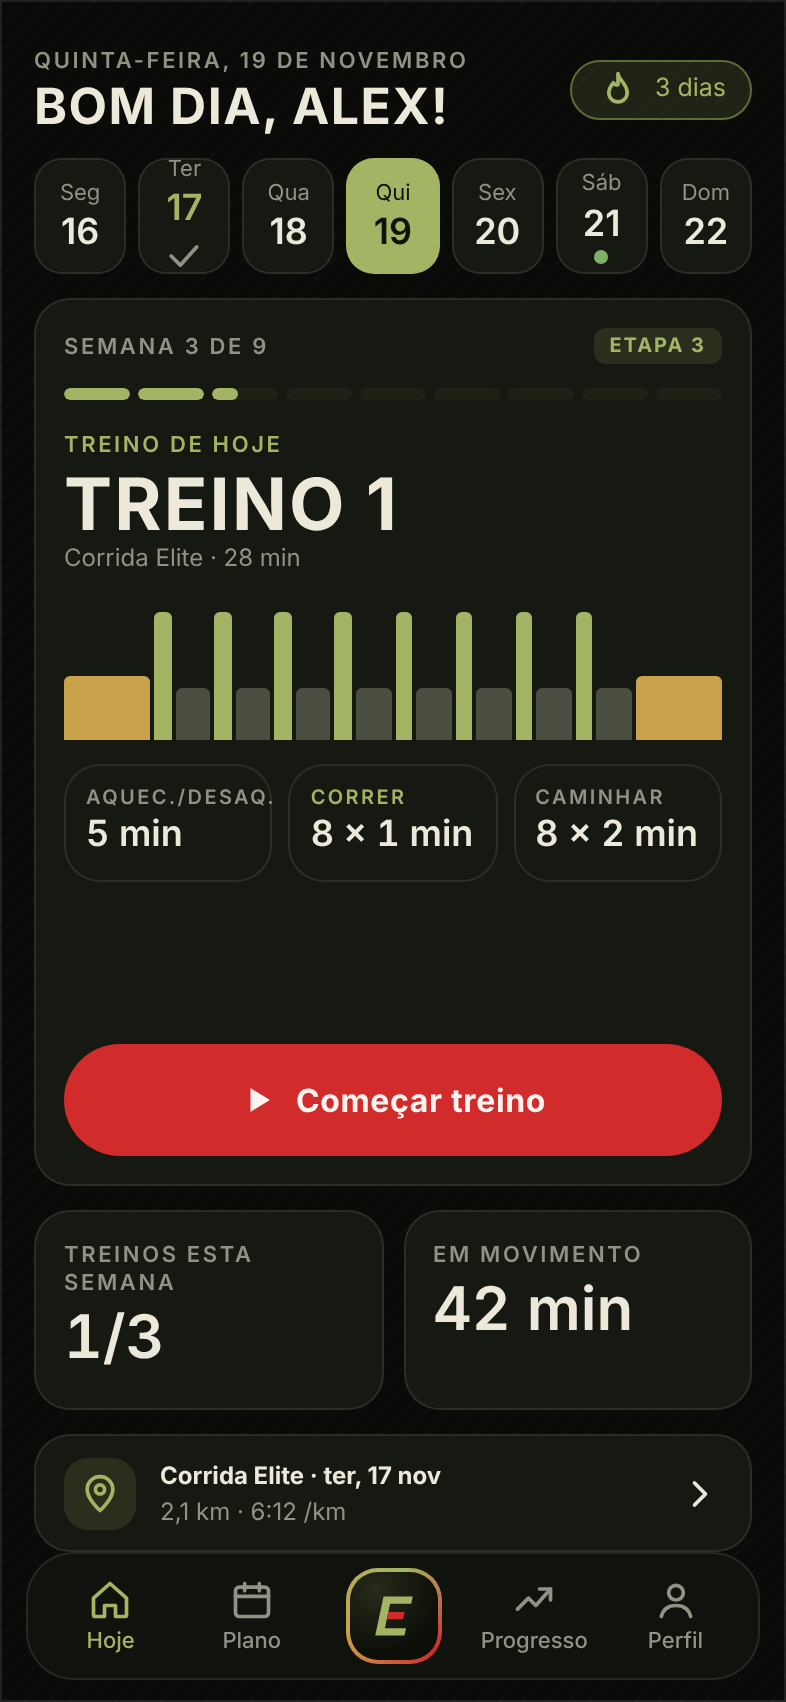 QUINTA-FEIRA, 19 DE NOVEMBRO
BOM DIA, ALEX!
3 dias
Seg
16
Ter
17
Qua
18
Qui
19
Sex
20
Sáb
21
Dom
22
SEMANA 3 DE 9
ETAPA 3
TREINO DE HOJE
TREINO 1
Corrida Elite · 28 min
AQUEC./DESAQ.
5 min
CORRER
8 × 1 min
CAMINHAR
8 × 2 min
Começar treino
TREINOS ESTA
SEMANA
1/3
EM MOVIMENTO
42 min
Corrida Elite · ter, 17 nov
2,1 km · 6:12 /km
Hoje
Plano
E
Progresso
Perfil